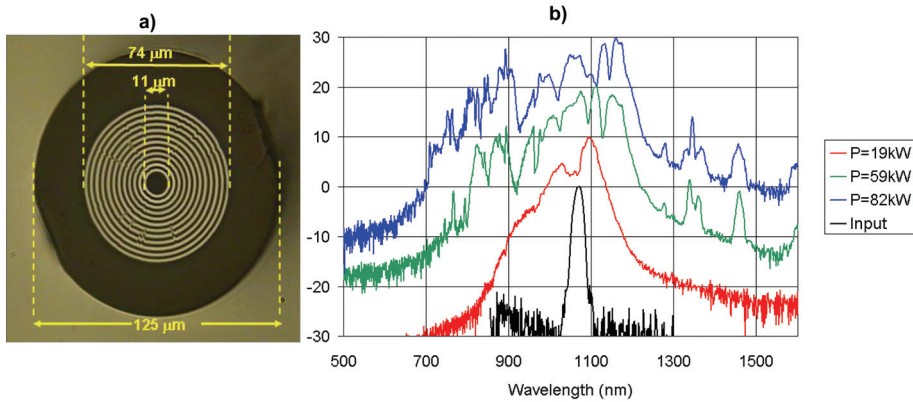 a)
74 µm
11 µm
125 µm
b)
30
20
10
0
-10
-20
-30
500 700 900 1100 1300 1500
Wavelength (nm)
P=19kW
P=59kW
P=82kW
Input